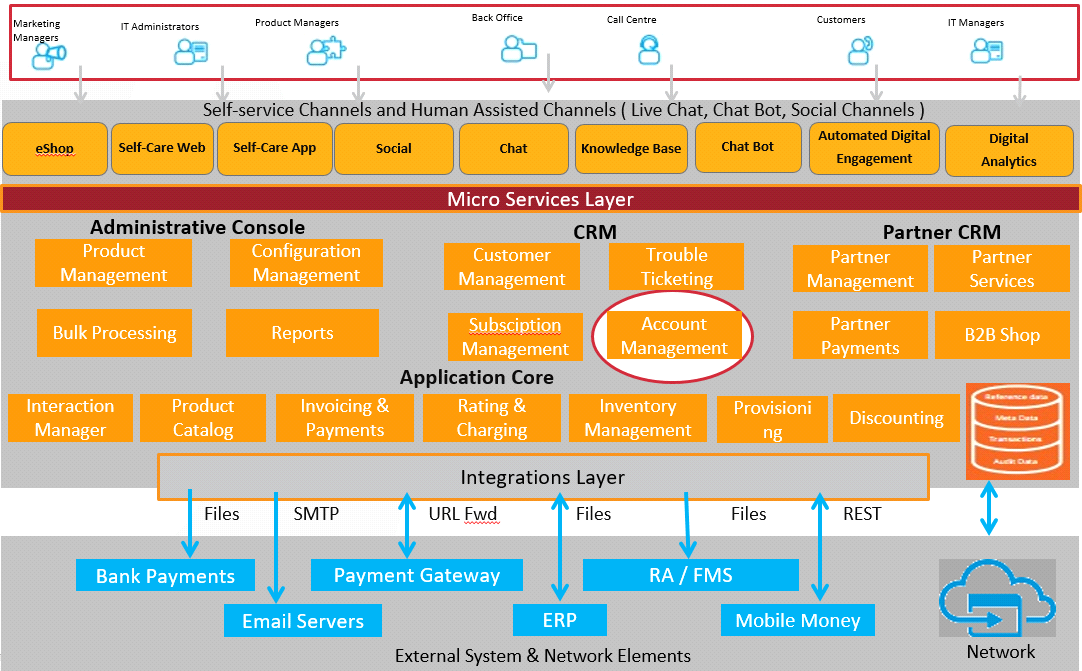 Marketing
Managers
IT Administrators
Product Managers
Back Office
Call Centre
Customers
IT Managers
Self-service Channels and Human Assisted Channels ( Live Chat, Chat Bot, Social Channels )
eShop
Self-Care Web
Self-Care App
Social
Chat
Knowledge Base
Chat Bot
Automated Digital
Engagement
Digital
Analytics
Micro Services Layer
Administrative Console
CRM
Partner CRM
Product
Management
Configuration
Management
Customer
Management
Trouble
Ticketing
Partner
Management
Partner
Services
Bulk Processing
Reports
Subsciption
Management
Account
Management
Partner
Payments
B2B Shop
Application Core
Interaction
Manager
Product
Catalog
Invoicing &
Payments
Rating &
Charging
Inventory
Management
Provisioni
ng
Discounting
Reference data
Meta Data
Transactions
Audit Data
Integrations Layer
Files
SMTP
URL Fwd
Files
Files
REST
Bank Payments
Payment Gateway
RA / FMS
Email Servers
ERP
Mobile Money
Network
External System & Network Elements